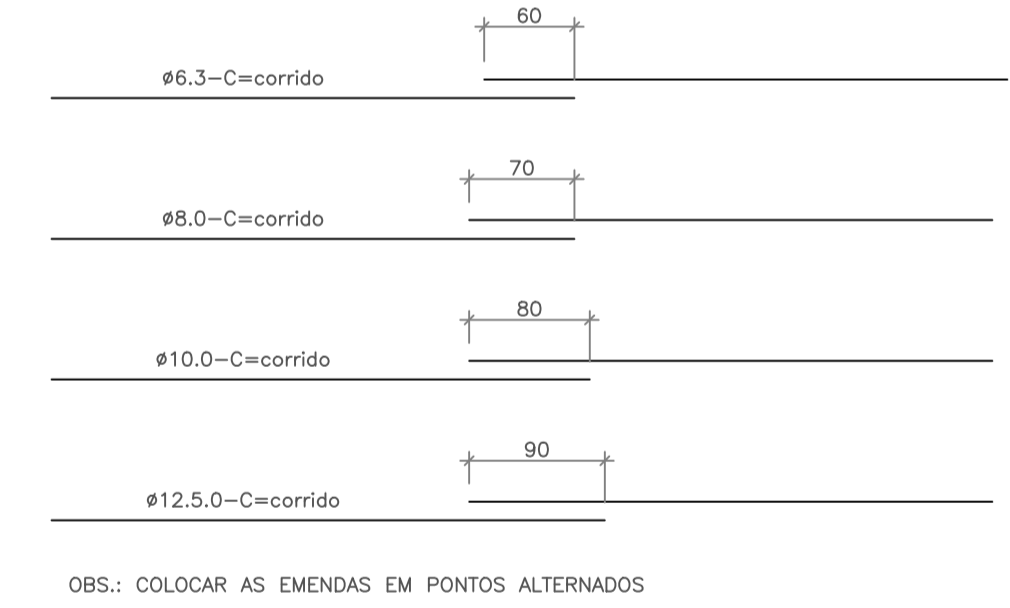 60
ø6.3-C=corrido
70
ø8.0-C=corrido
80
ø10.0-C=corrido
90
ø12.5.0-C=corrido
OBS.: COLOCAR AS EMENDAS EM PONTOS ALTERNADOS